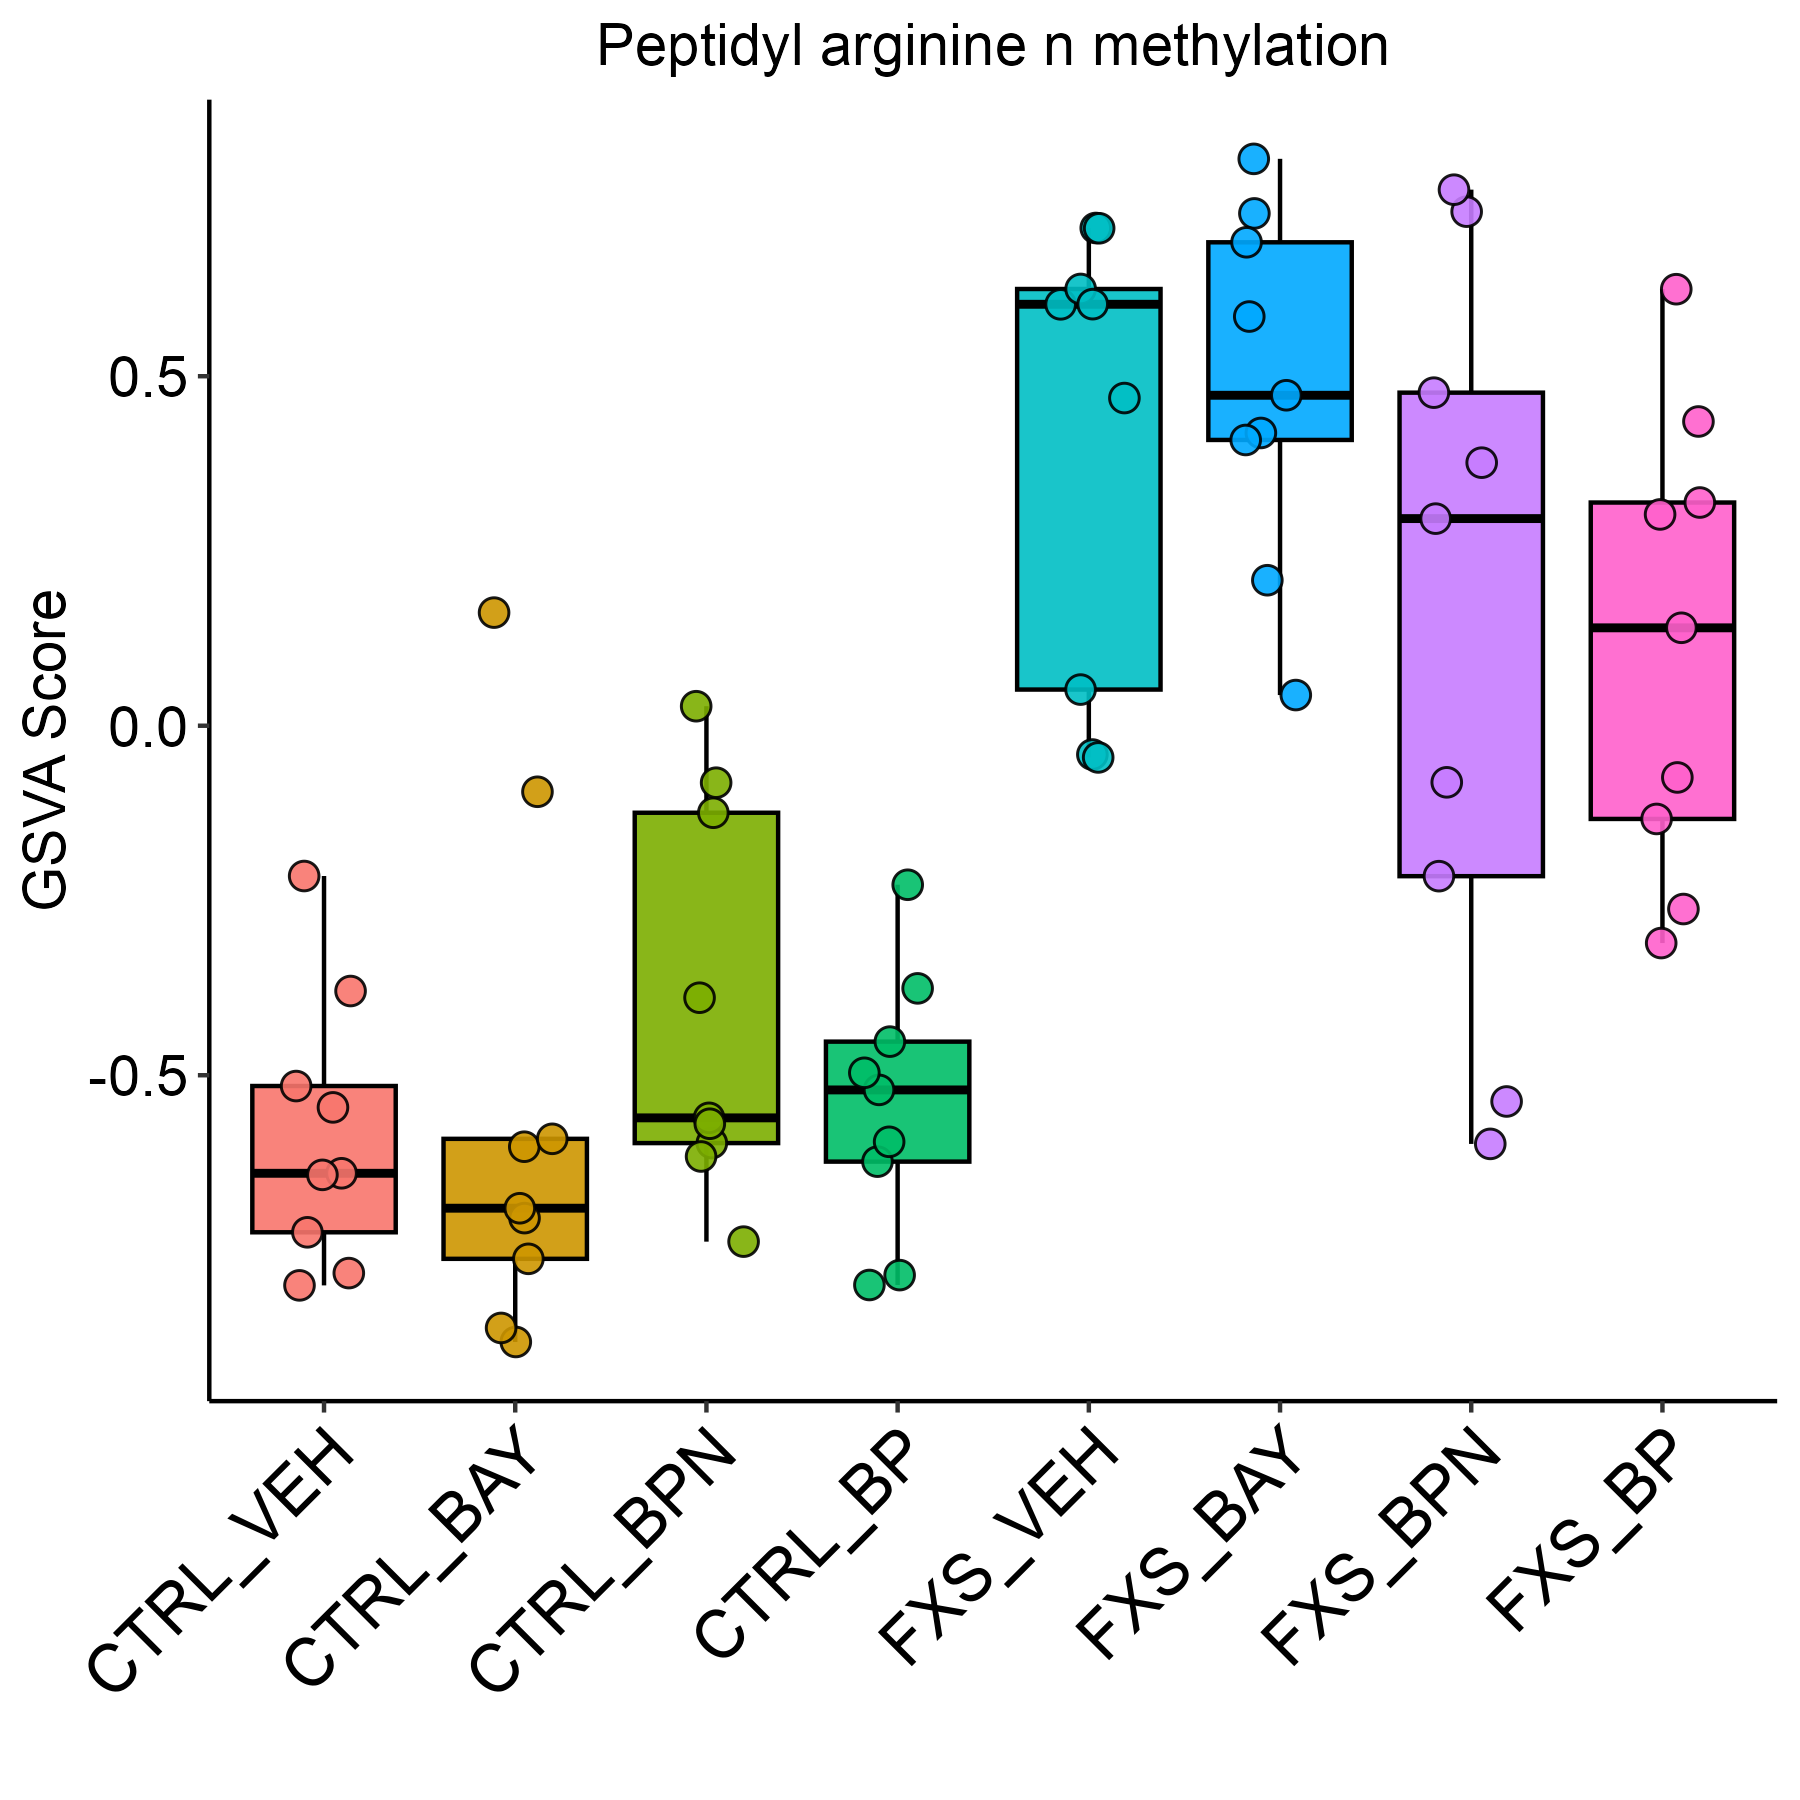 Peptidyl arginine n methylation
GSVA Score
0.5
0.0
-0.5
CTRL_VEH
CTRL_BAY
CTRL_BPN
CTRL_BP
FXS_VEH
FXS_BAY
FXS_BPN
FXS_BP